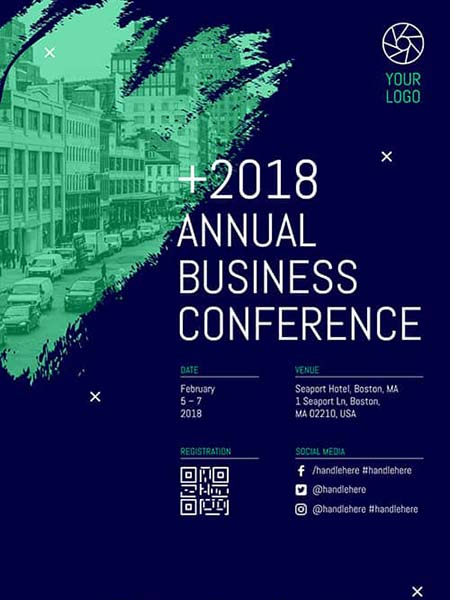 YOUR
LOGO
+2018
ANNUAL
BUSINESS
CONFERENCE
DATE
February
5 – 7
2018
VENUE
Seaport Hotel, Boston, MA
1 Seaport Ln, Boston,
MA 02210, USA
REGISTRATION
SOCIAL MEDIA
/handlehere #handlehere
@handlehere
@handlehere #handlehere